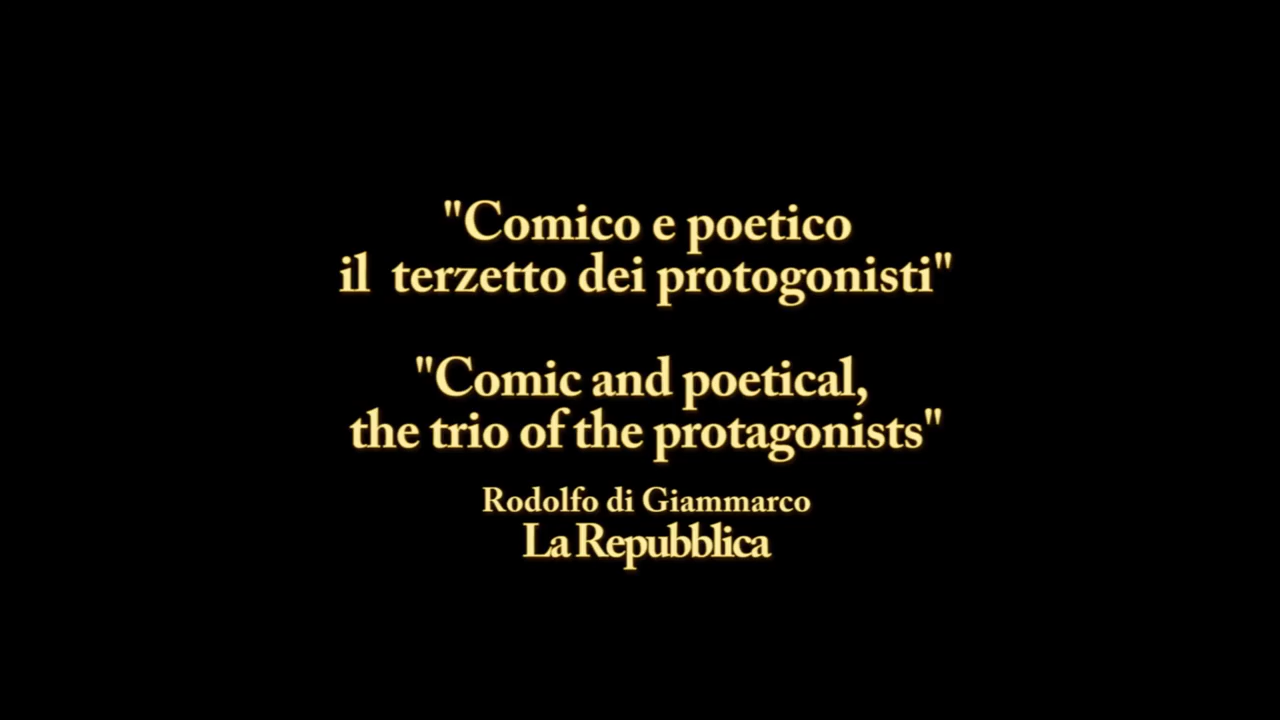 "Comico e poetico
il terzetto dei protogonisti"
"Comic and poetical,
the trio of the protagonists"
Rodolfo di Giammarco
La Repubblica